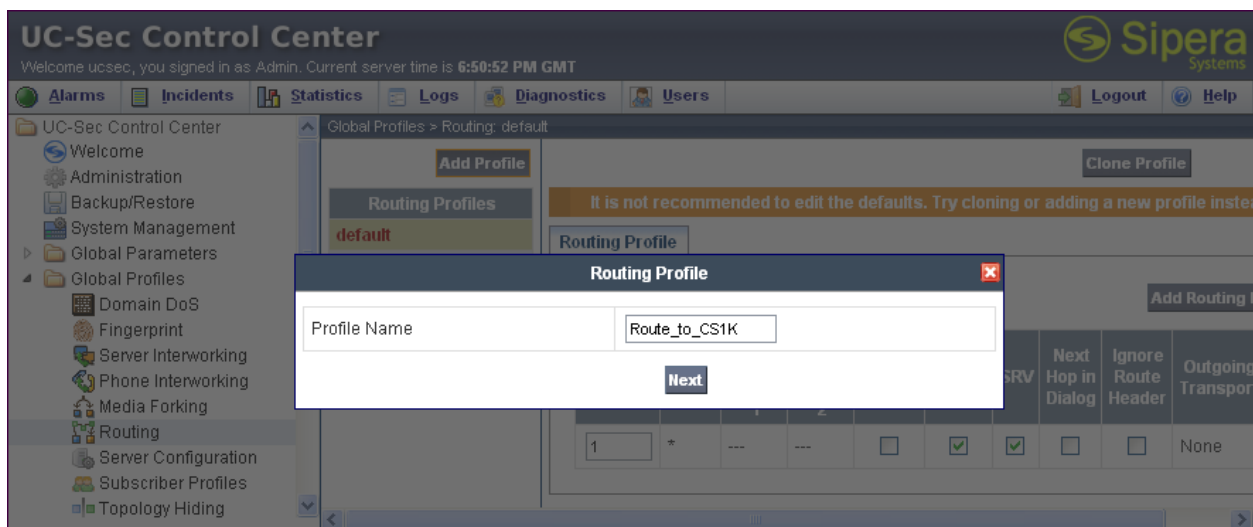 UC-Sec Control Center
Sipera
Systems
Welcome ucsec, you signed in as Admin. Current server time is 6:50:52 PM GMT
Alarms Incidents Statistics Logs Diagnostics Users Logout Help
UC-Sec Control Center
Welcome
Administration
Backup/Restore
System Management
Global Parameters
Global Profiles
Domain DoS
Fingerprint
Server Interworking
Phone Interworking
Media Forking
Routing
Server Configuration
Subscriber Profiles
Topology Hiding
Global Profiles > Routing: default
Add Profile
Clone Profile
Routing Profiles
default
It is not recommended to edit the defaults. Try cloning or adding a new profile inste
Routing Profile
Add Routing
Routing Profile
Profile Name Route_to_CS1K
Next
SRV
Next Hop in Dialog
Ignore Route Header
Outgoing Transpor
1 * --- --- None